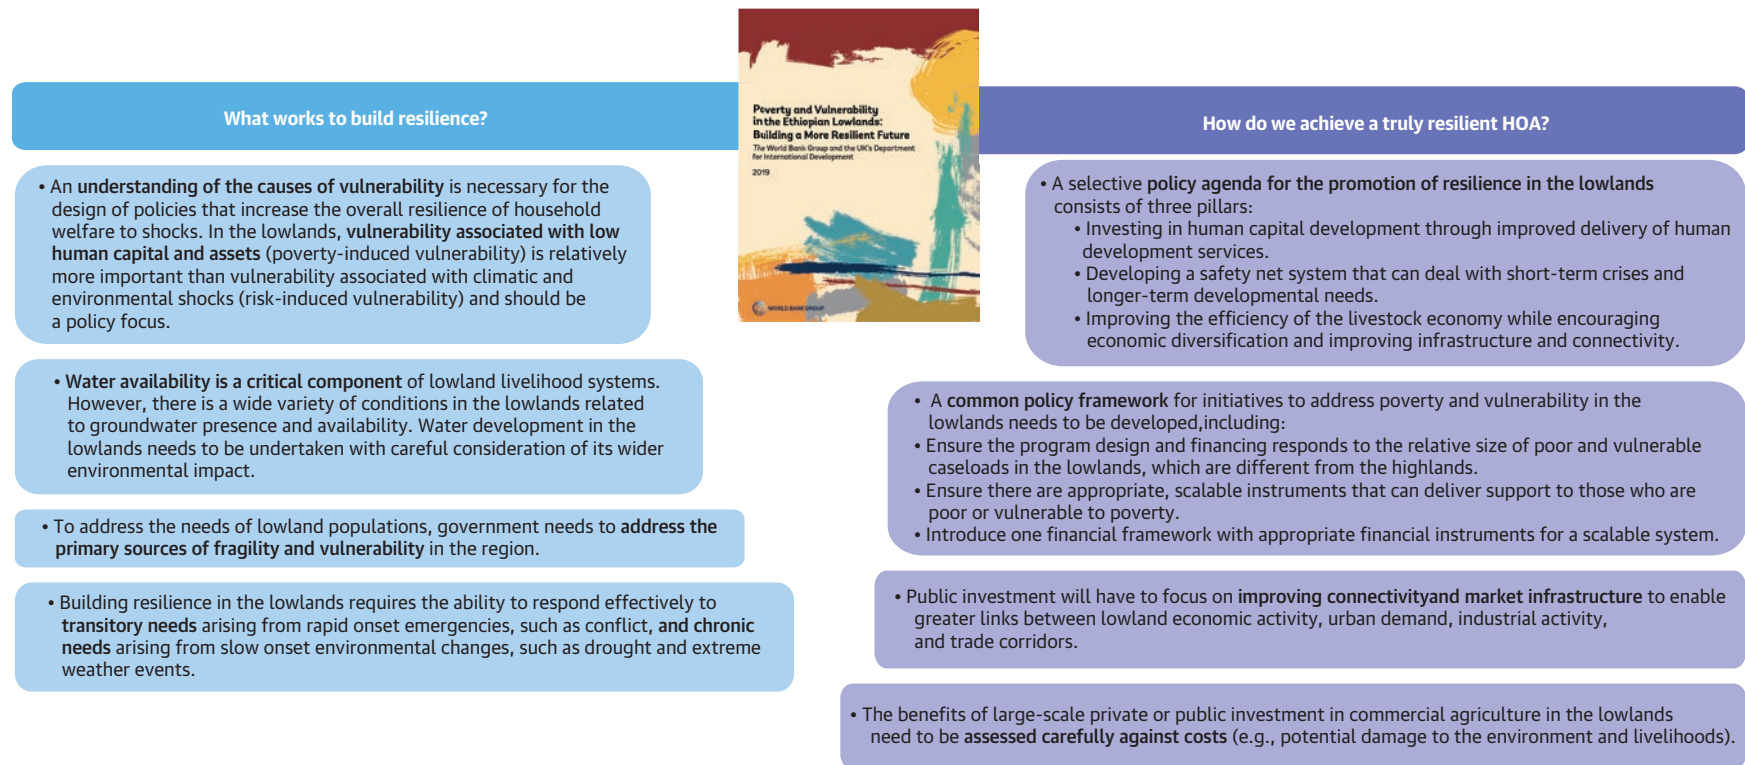 What works to build resilience?
• An understanding of the causes of vulnerability is necessary for the
design of policies that increase the overall resilience of household
welfare to shocks. In the lowlands, vulnerability associated with low
human capital and assets (poverty-induced vulnerability) is relatively
more important than vulnerability associated with climatic and
environmental shocks (risk-induced vulnerability) and should be
a policy focus.
• Water availability is a critical component of lowland livelihood systems.
However, there is a wide variety of conditions in the lowlands related
to groundwater presence and availability. Water development in the
lowlands needs to be undertaken with careful consideration of its wider
environmental impact.
• To address the needs of lowland populations, government needs to address the
primary sources of fragility and vulnerability in the region.
• Building resilience in the lowlands requires the ability to respond effectively to
transitory needs arising from rapid onset emergencies, such as conflict, and chronic
needs arising from slow onset environmental changes, such as drought and extreme
weather events.
Poverty and Vulnerability
in the Ethiopian Lowlands:
Building a More Resilient Future
The World Bank Group and the UK's Department
for International Development
2019
WORLD BANK GROUP
How do we achieve a truly resilient HOA?
• A selective policy agenda for the promotion of resilience in the lowlands
consists of three pillars:
• Investing in human capital development through improved delivery of human
development services.
• Developing a safety net system that can deal with short-term crises and
longer-term developmental needs.
• Improving the efficiency of the livestock economy while encouraging
economic diversification and improving infrastructure and connectivity.
• A common policy framework for initiatives to address poverty and vulnerability in the
lowlands needs to be developed,including:
• Ensure the program design and financing responds to the relative size of poor and vulnerable
caseloads in the lowlands, which are different from the highlands.
• Ensure there are appropriate, scalable instruments that can deliver support to those who are
poor or vulnerable to poverty.
• Introduce one financial framework with appropriate financial instruments for a scalable system.
• Public investment will have to focus on improving connectivityand market infrastructure to enable
greater links between lowland economic activity, urban demand, industrial activity,
and trade corridors.
• The benefits of large-scale private or public investment in commercial agriculture in the lowlands
need to be assessed carefully against costs (e.g., potential damage to the environment and livelihoods).